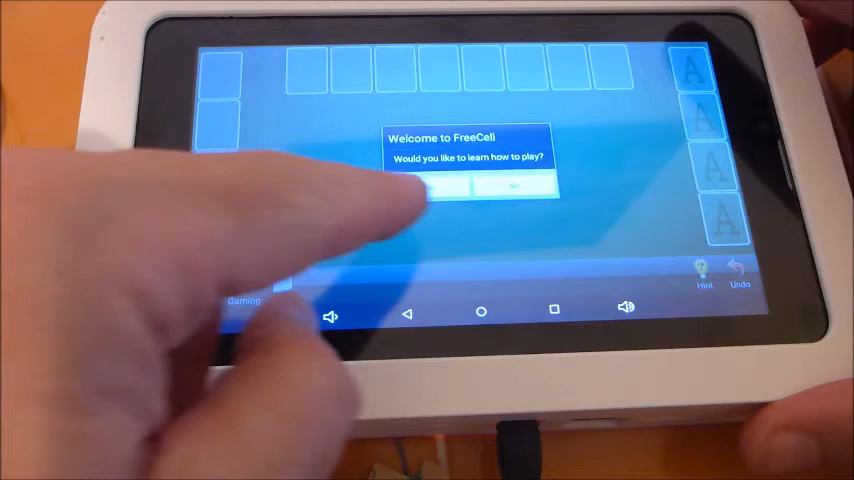 A
A
A
A
Welcome to FreeCell
Would you like to learn how to play?
No
Gaming
Hint
Undo